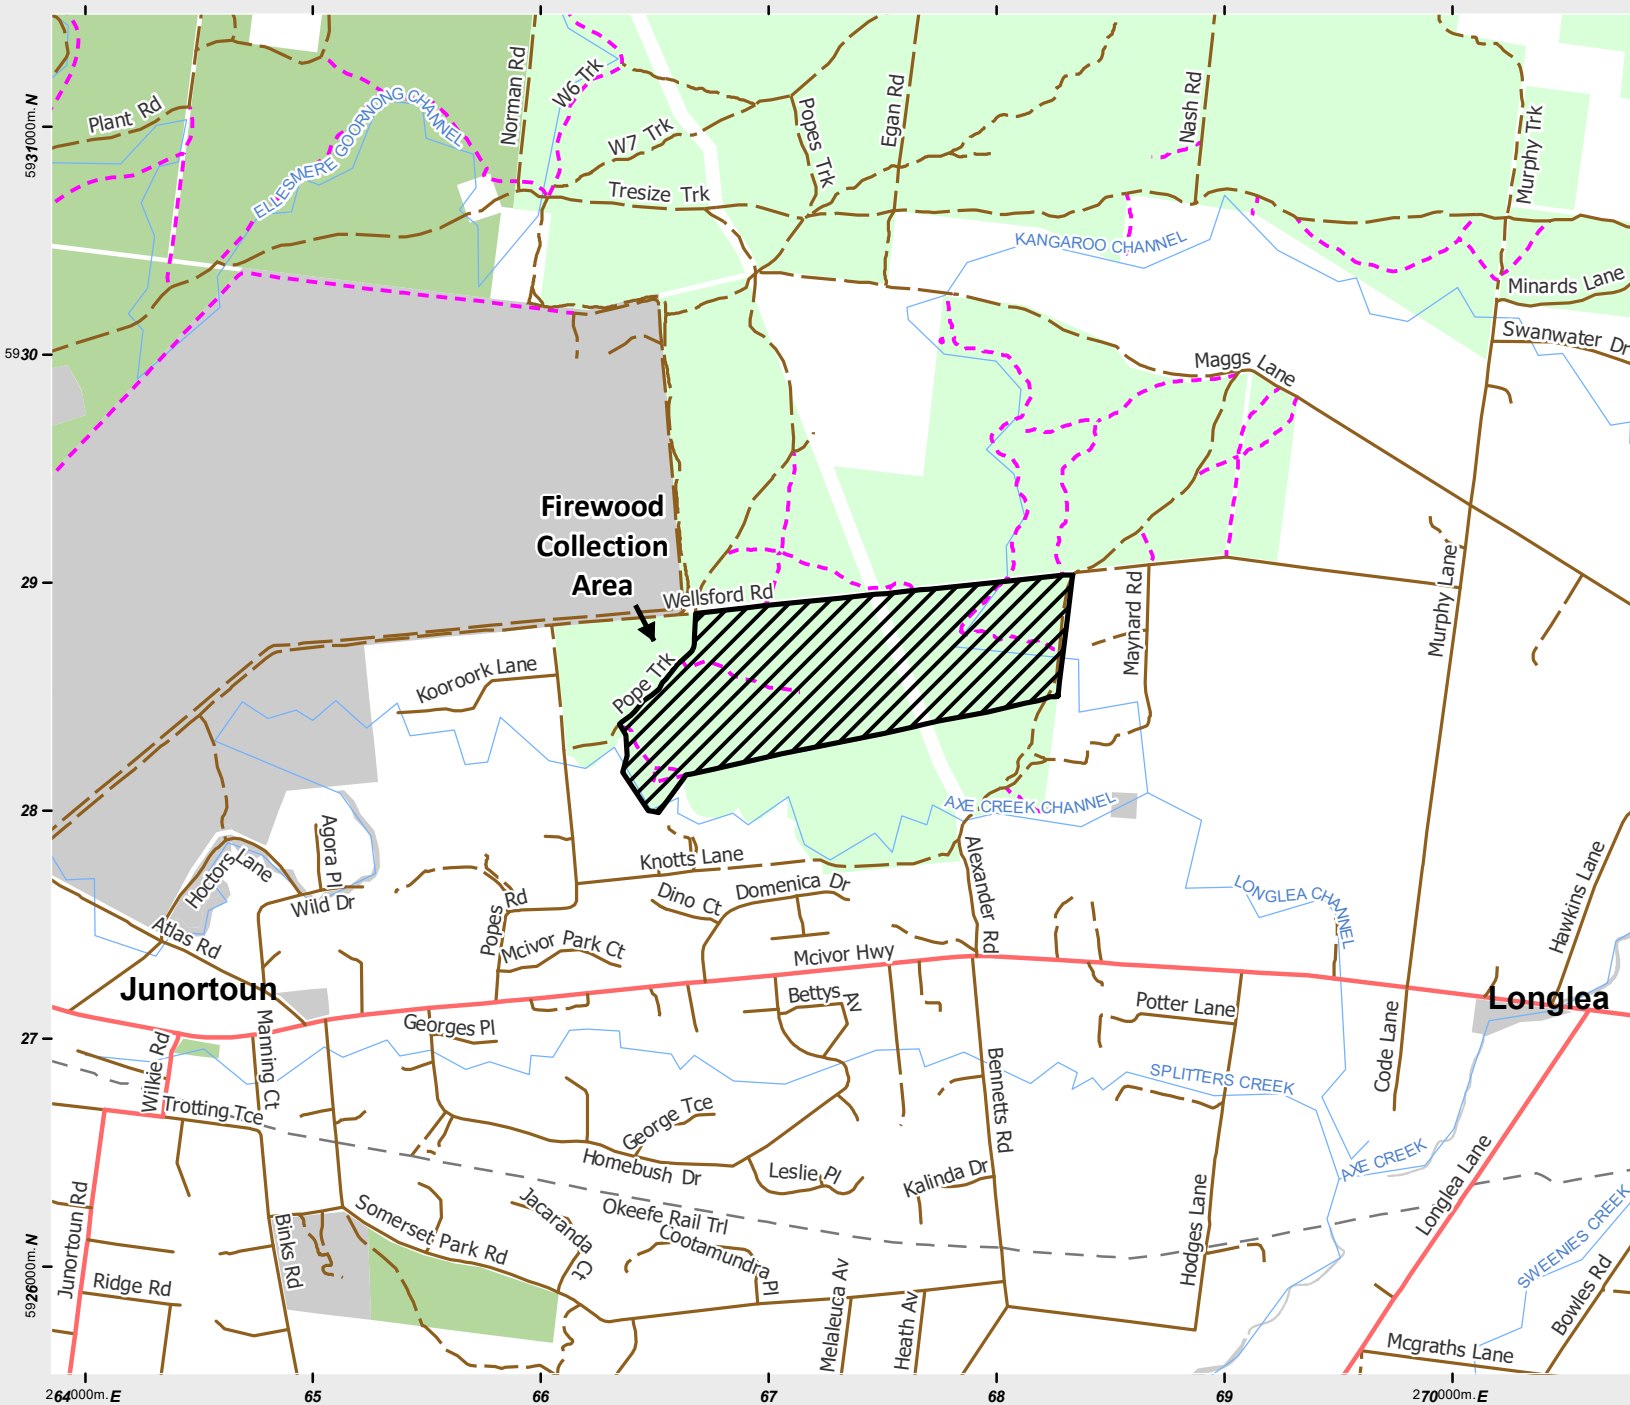 5931000m. N
5930
29
28
27
5926000m. N
264000m. E
65
66
67
68
69
270000m. E
Plant Rd
ELLESMERE GOORNONG CHANNEL
Norman Rd
W6 Trk
W7 Trk
Popes Trk
Egan Rd
Nash Rd
Murphy Trk
Tresize Trk
KANGAROO CHANNEL
Minards Lane
Swanwater Dr
Maggs Lane
Firewood
Collection
Area
Wellsford Rd
Pope Trk
Kooroork Lane
Maynard Rd
Murphy Lane
AXE CREEK CHANNEL
Agora Pl
Hoctors Lane
Wild Dr
Atlas Rd
Knotts Lane
Dino Ct
Domenica Dr
Popes Rd
Mcivor Park Ct
Alexander Rd
LONGLEA CHANNEL
Hawkins Lane
Mcivor Hwy
Junortoun
Longlea
Bettys Av
Potter Lane
Georges Pl
Manning Ct
Wilkie Rd
Trotting Tce
Code Lane
SPLITTERS CREEK
Bennetts Rd
George Tce
Homebush Dr
Leslie Pl
Kalinda Dr
AXE CREEK
Longlea Lane
Junortoun Rd
Binks Rd
Somerset Park Rd
Jacaranda Ct
Okeefe Rail Trl
Cootamundra Pl
Hodges Lane
SWEENIES CREEK
Ridge Rd
Melaleuca Av
Heath Av
Bowles Rd
Mcgraths Lane